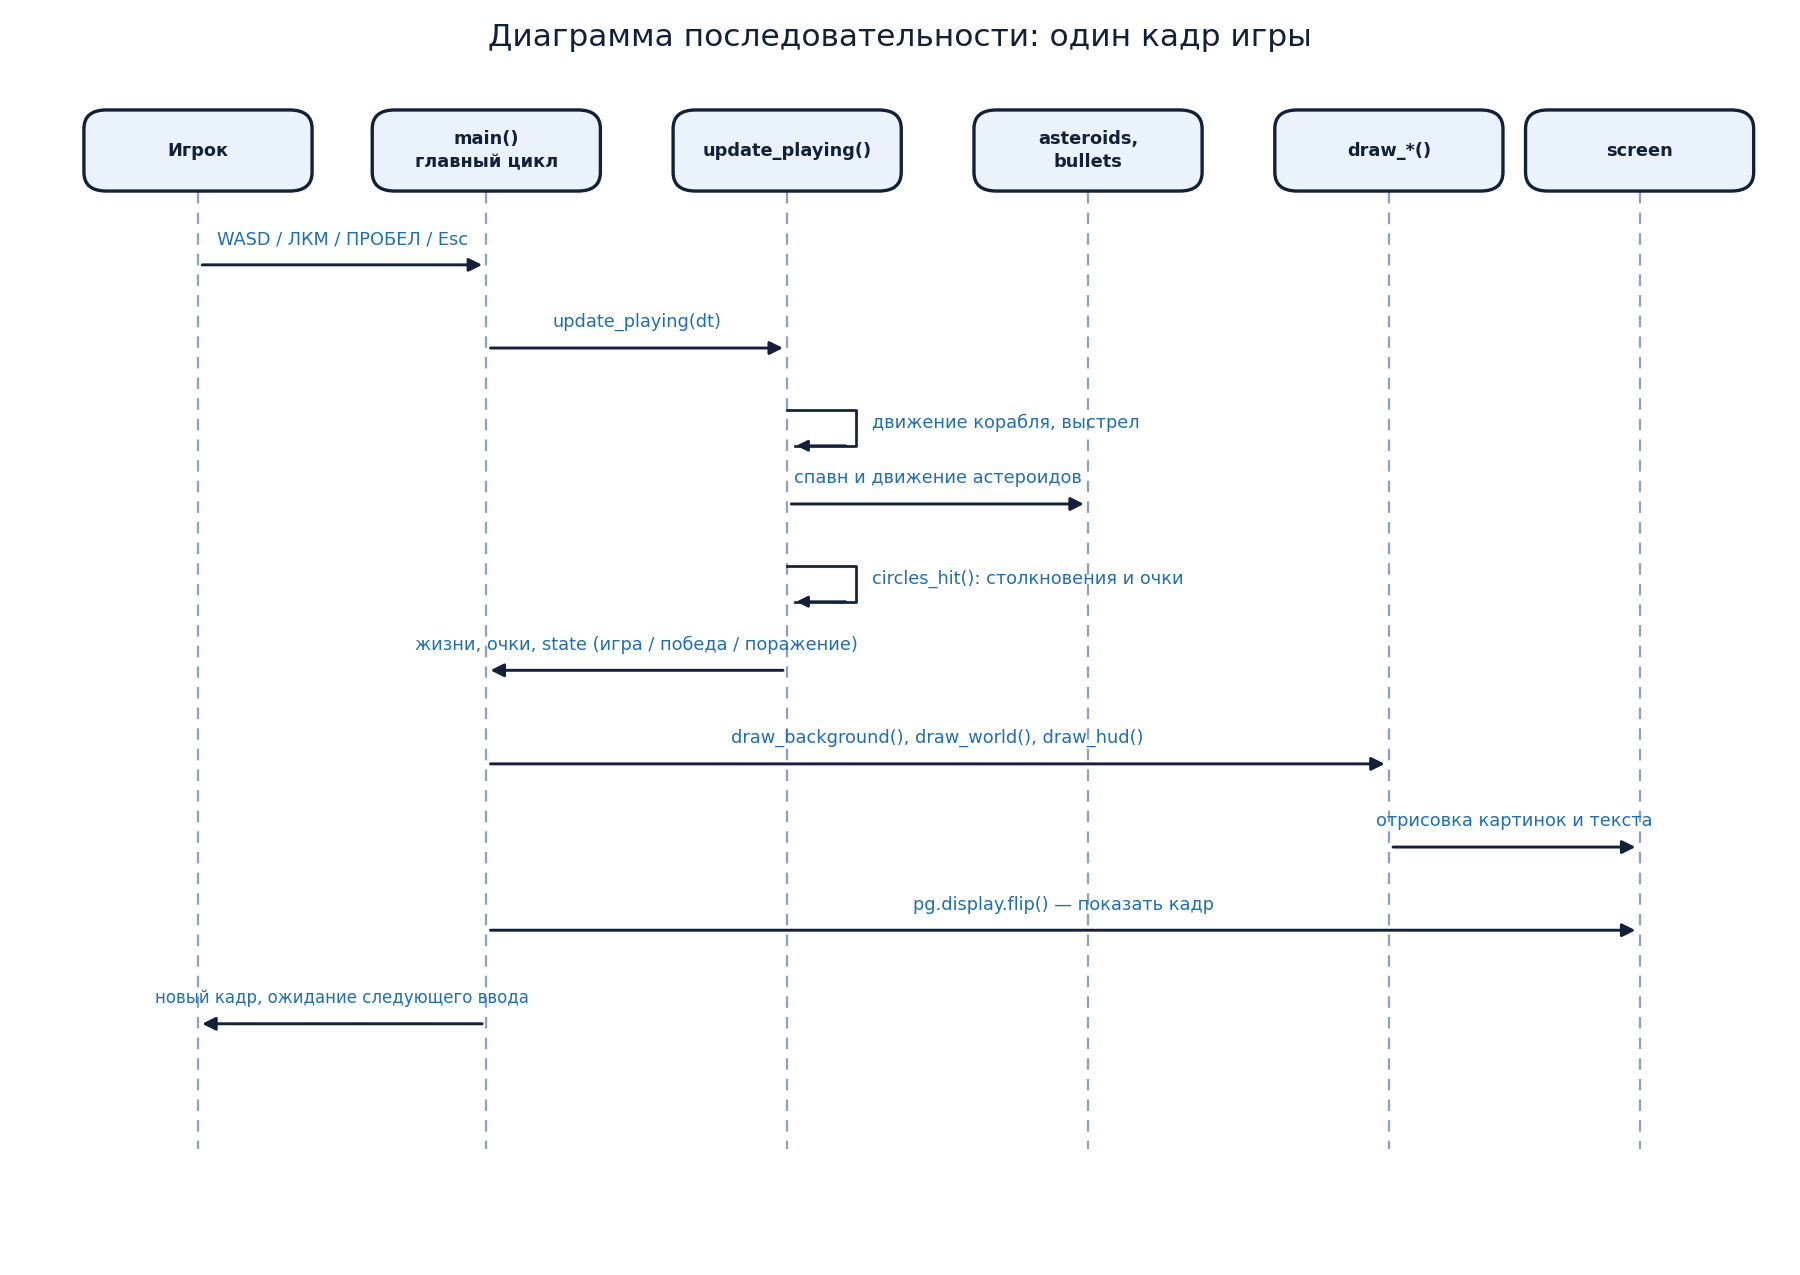 Диаграмма последовательности: один кадр игры
Игрок
main()
главный цикл
update_playing()
asteroids,
bullets
draw_*()
screen
WASD / ЛКМ / ПРОБЕЛ / Esc
update_playing(dt)
движение корабля, выстрел
спавн и движение астероидов
circles_hit(): столкновения и очки
жизни, очки, state (игра / победа / поражение)
draw_background(), draw_world(), draw_hud()
отрисовка картинок и текста
pg.display.flip() — показать кадр
новый кадр, ожидание следующего ввода